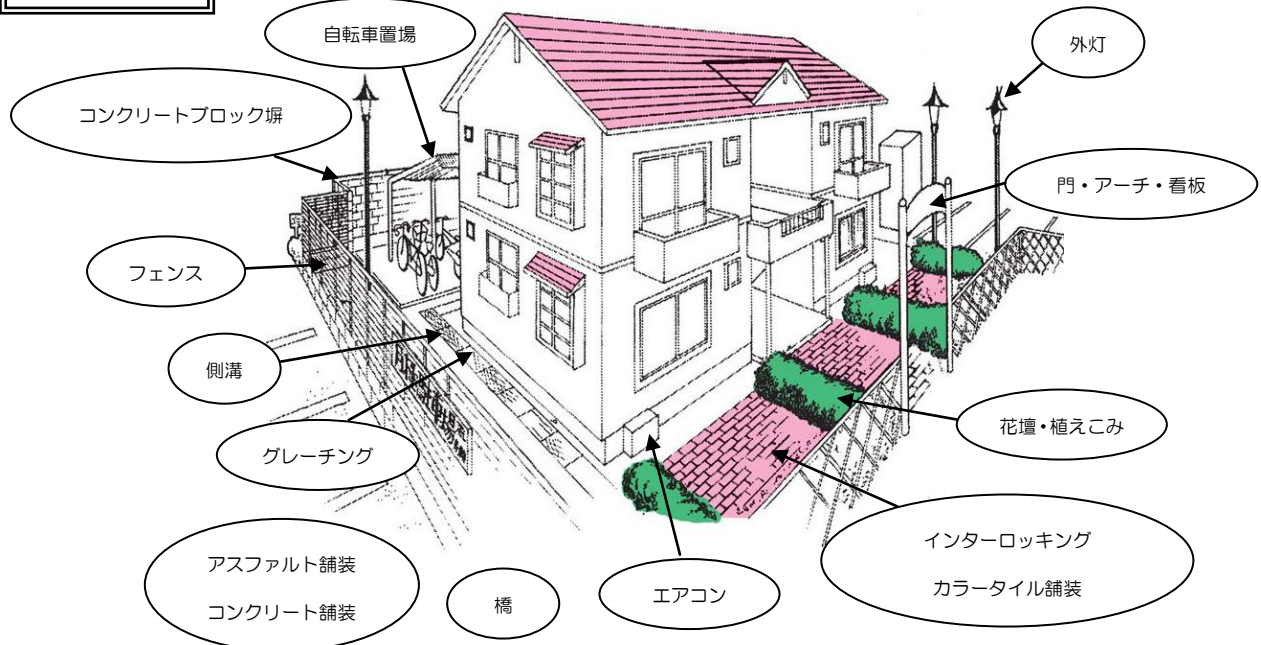 自転車置場
外灯
コンクリートブロック塀
門・アーチ・看板
フェンス
側溝
花壇・植えこみ
グレーチング
インターロッキング
カラータイル舗装
アスファルト舗装
コンクリート舗装
エアコン
橋